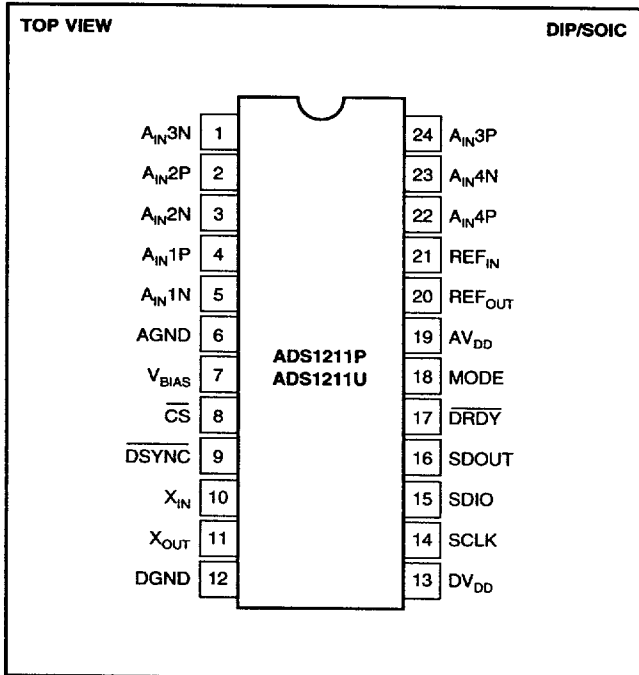 TOP VIEW DIP/SOIC
AIN3N 1 24 AIN3P
AIN2P 2 23 AIN4N
AIN2N 3 22 AIN4P
AIN1P 4 21 REFIN
AIN1N 5 20 REFOUT
AGND 6 19 AVDD
ADS1211P
ADS1211U
VBIAS 7 18 MODE
CS 8 17 DRDY
DSYNC 9 16 SDOUT
XIN 10 15 SDIO
XOUT 11 14 SCLK
DGND 12 13 DVDD